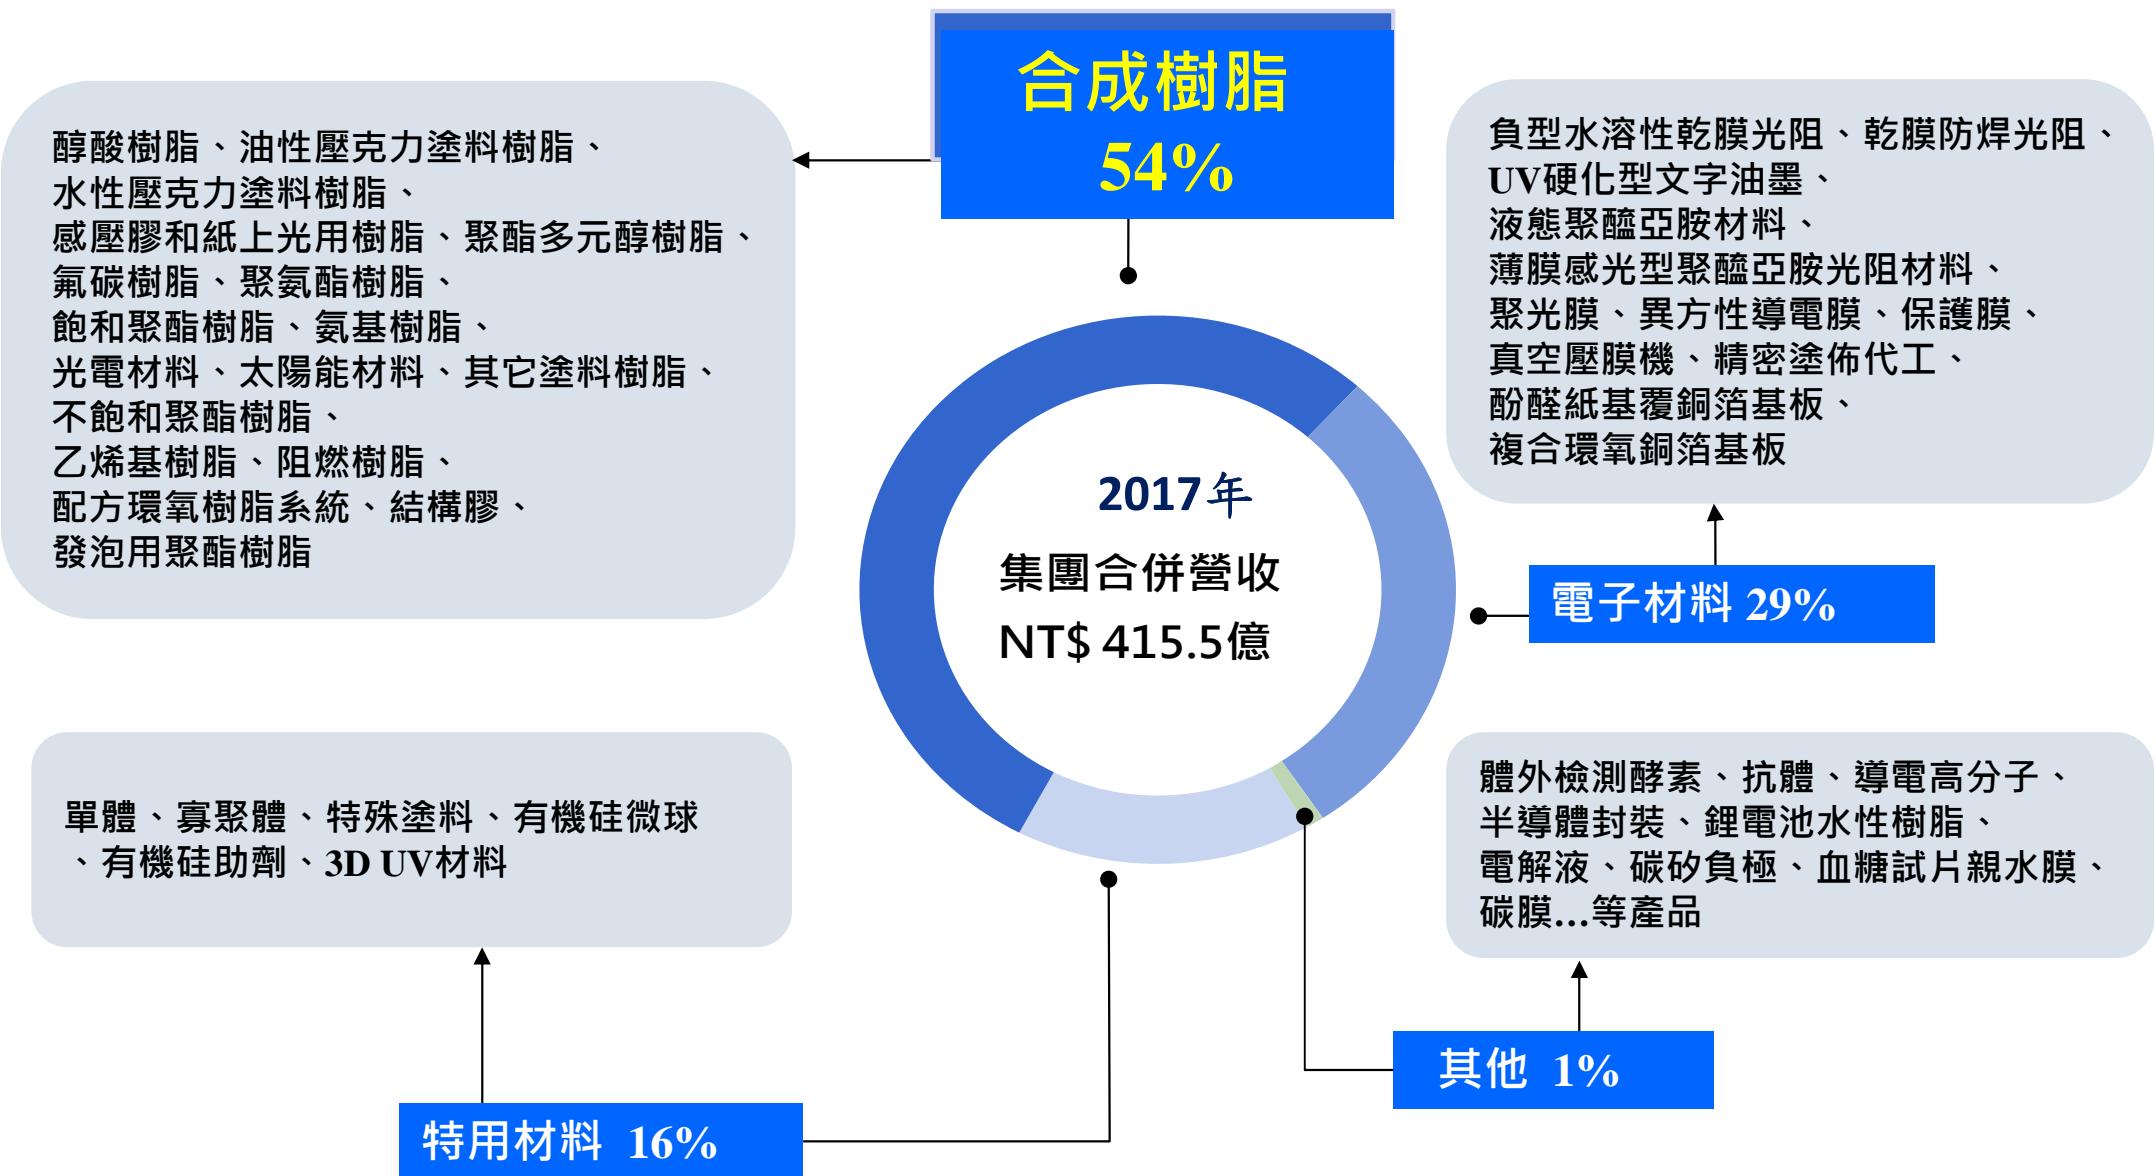 合成樹脂
54%
醇酸樹脂、油性壓克力塗料樹脂、
水性壓克力塗料樹脂、
感壓膠和紙上光用樹脂、聚酯多元醇樹脂、
氟碳樹脂、聚氨酯樹脂、
飽和聚酯樹脂、氨基樹脂、
光電材料、太陽能材料、其它塗料樹脂、
不飽和聚酯樹脂、
乙烯基樹脂、阻燃樹脂、
配方環氧樹脂系統、結構膠、
發泡用聚酯樹脂
負型水溶性乾膜光阻、乾膜防焊光阻、
UV硬化型文字油墨、
液態聚醯亞胺材料、
薄膜感光型聚醯亞胺光阻材料、
聚光膜、異方性導電膜、保護膜、
真空壓膜機、精密塗佈代工、
酚醛紙基覆銅箔基板、
複合環氧銅箔基板
2017年
集團合併營收
NT$ 415.5億
電子材料 29%
單體、寡聚體、特殊塗料、有機硅微球
、有機硅助劑、3D UV材料
體外檢測酵素、抗體、導電高分子、
半導體封裝、鋰電池水性樹脂、
電解液、碳矽負極、血糖試片親水膜、
碳膜…等產品
其他 1%
特用材料 16%